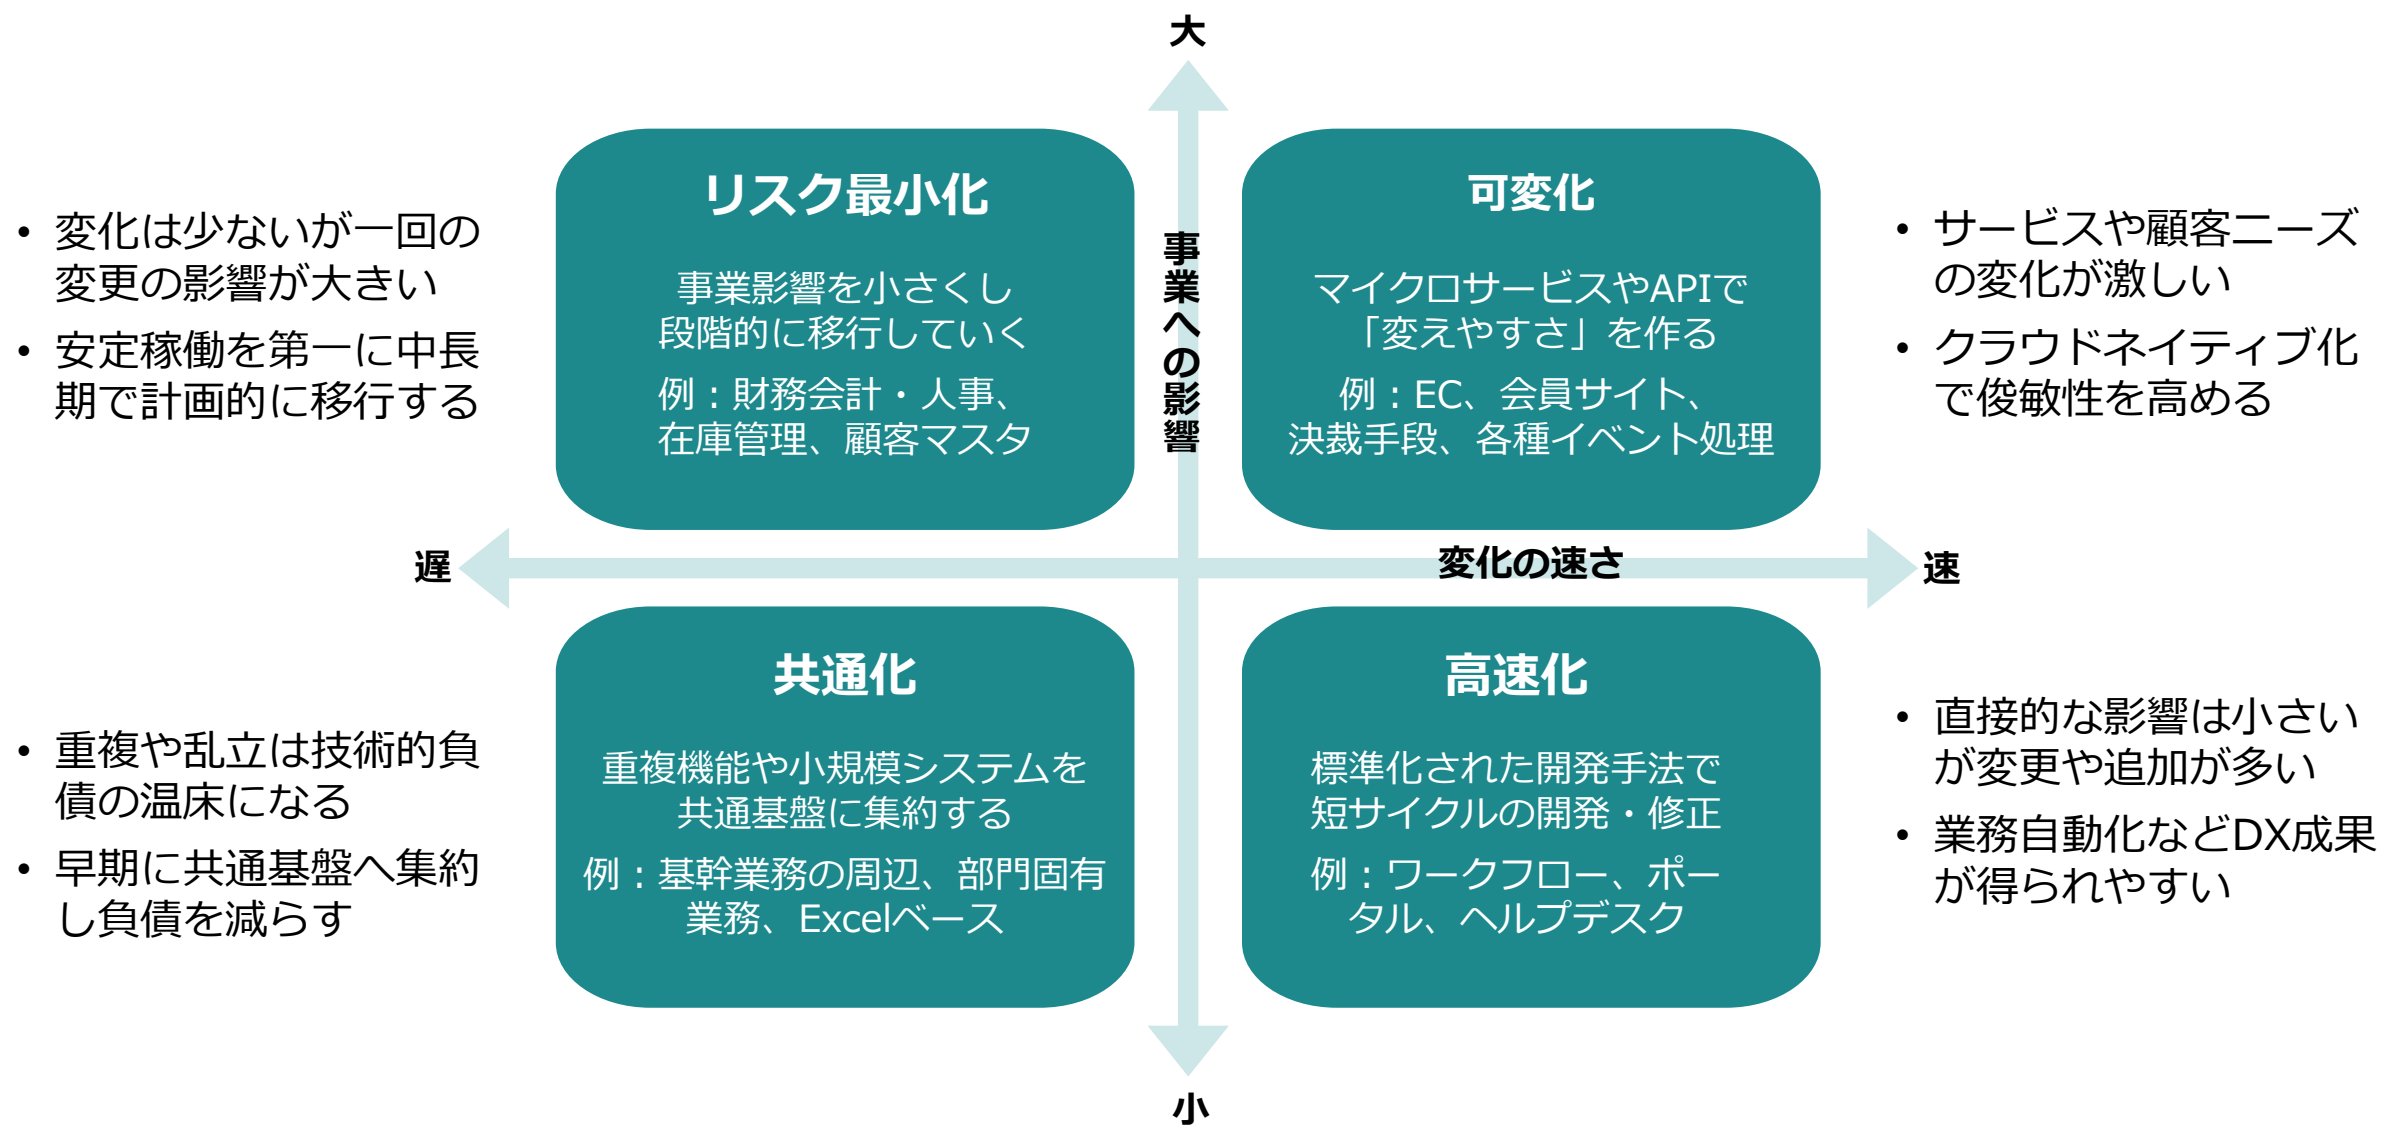 大
リスク最小化
事業影響を小さくし
段階的に移行していく
例：財務会計・人事、
在庫管理、顧客マスタ
事業への影響
可変化
マイクロサービスやAPIで
「変えやすさ」を作る
例：EC、会員サイト、
決裁手段、各種イベント処理
• 変化は少ないが一回の
変更の影響が大きい
• 安定稼働を第一に中長
期で計画的に移行する
• サービスや顧客ニーズ
の変化が激しい
• クラウドネイティブ化
で俊敏性を高める
遅
変化の速さ
速
共通化
重複機能や小規模システムを
共通基盤に集約する
例：基幹業務の周辺、部門固有
業務、Excelベース
高速化
標準化された開発手法で
短サイクルの開発・修正
例：ワークフロー、ポー
タル、ヘルプデスク
• 重複や乱立は技術的負
債の温床になる
• 早期に共通基盤へ集約
し負債を減らす
• 直接的な影響は小さい
が変更や追加が多い
• 業務自動化などDX成果
が得られやすい
小